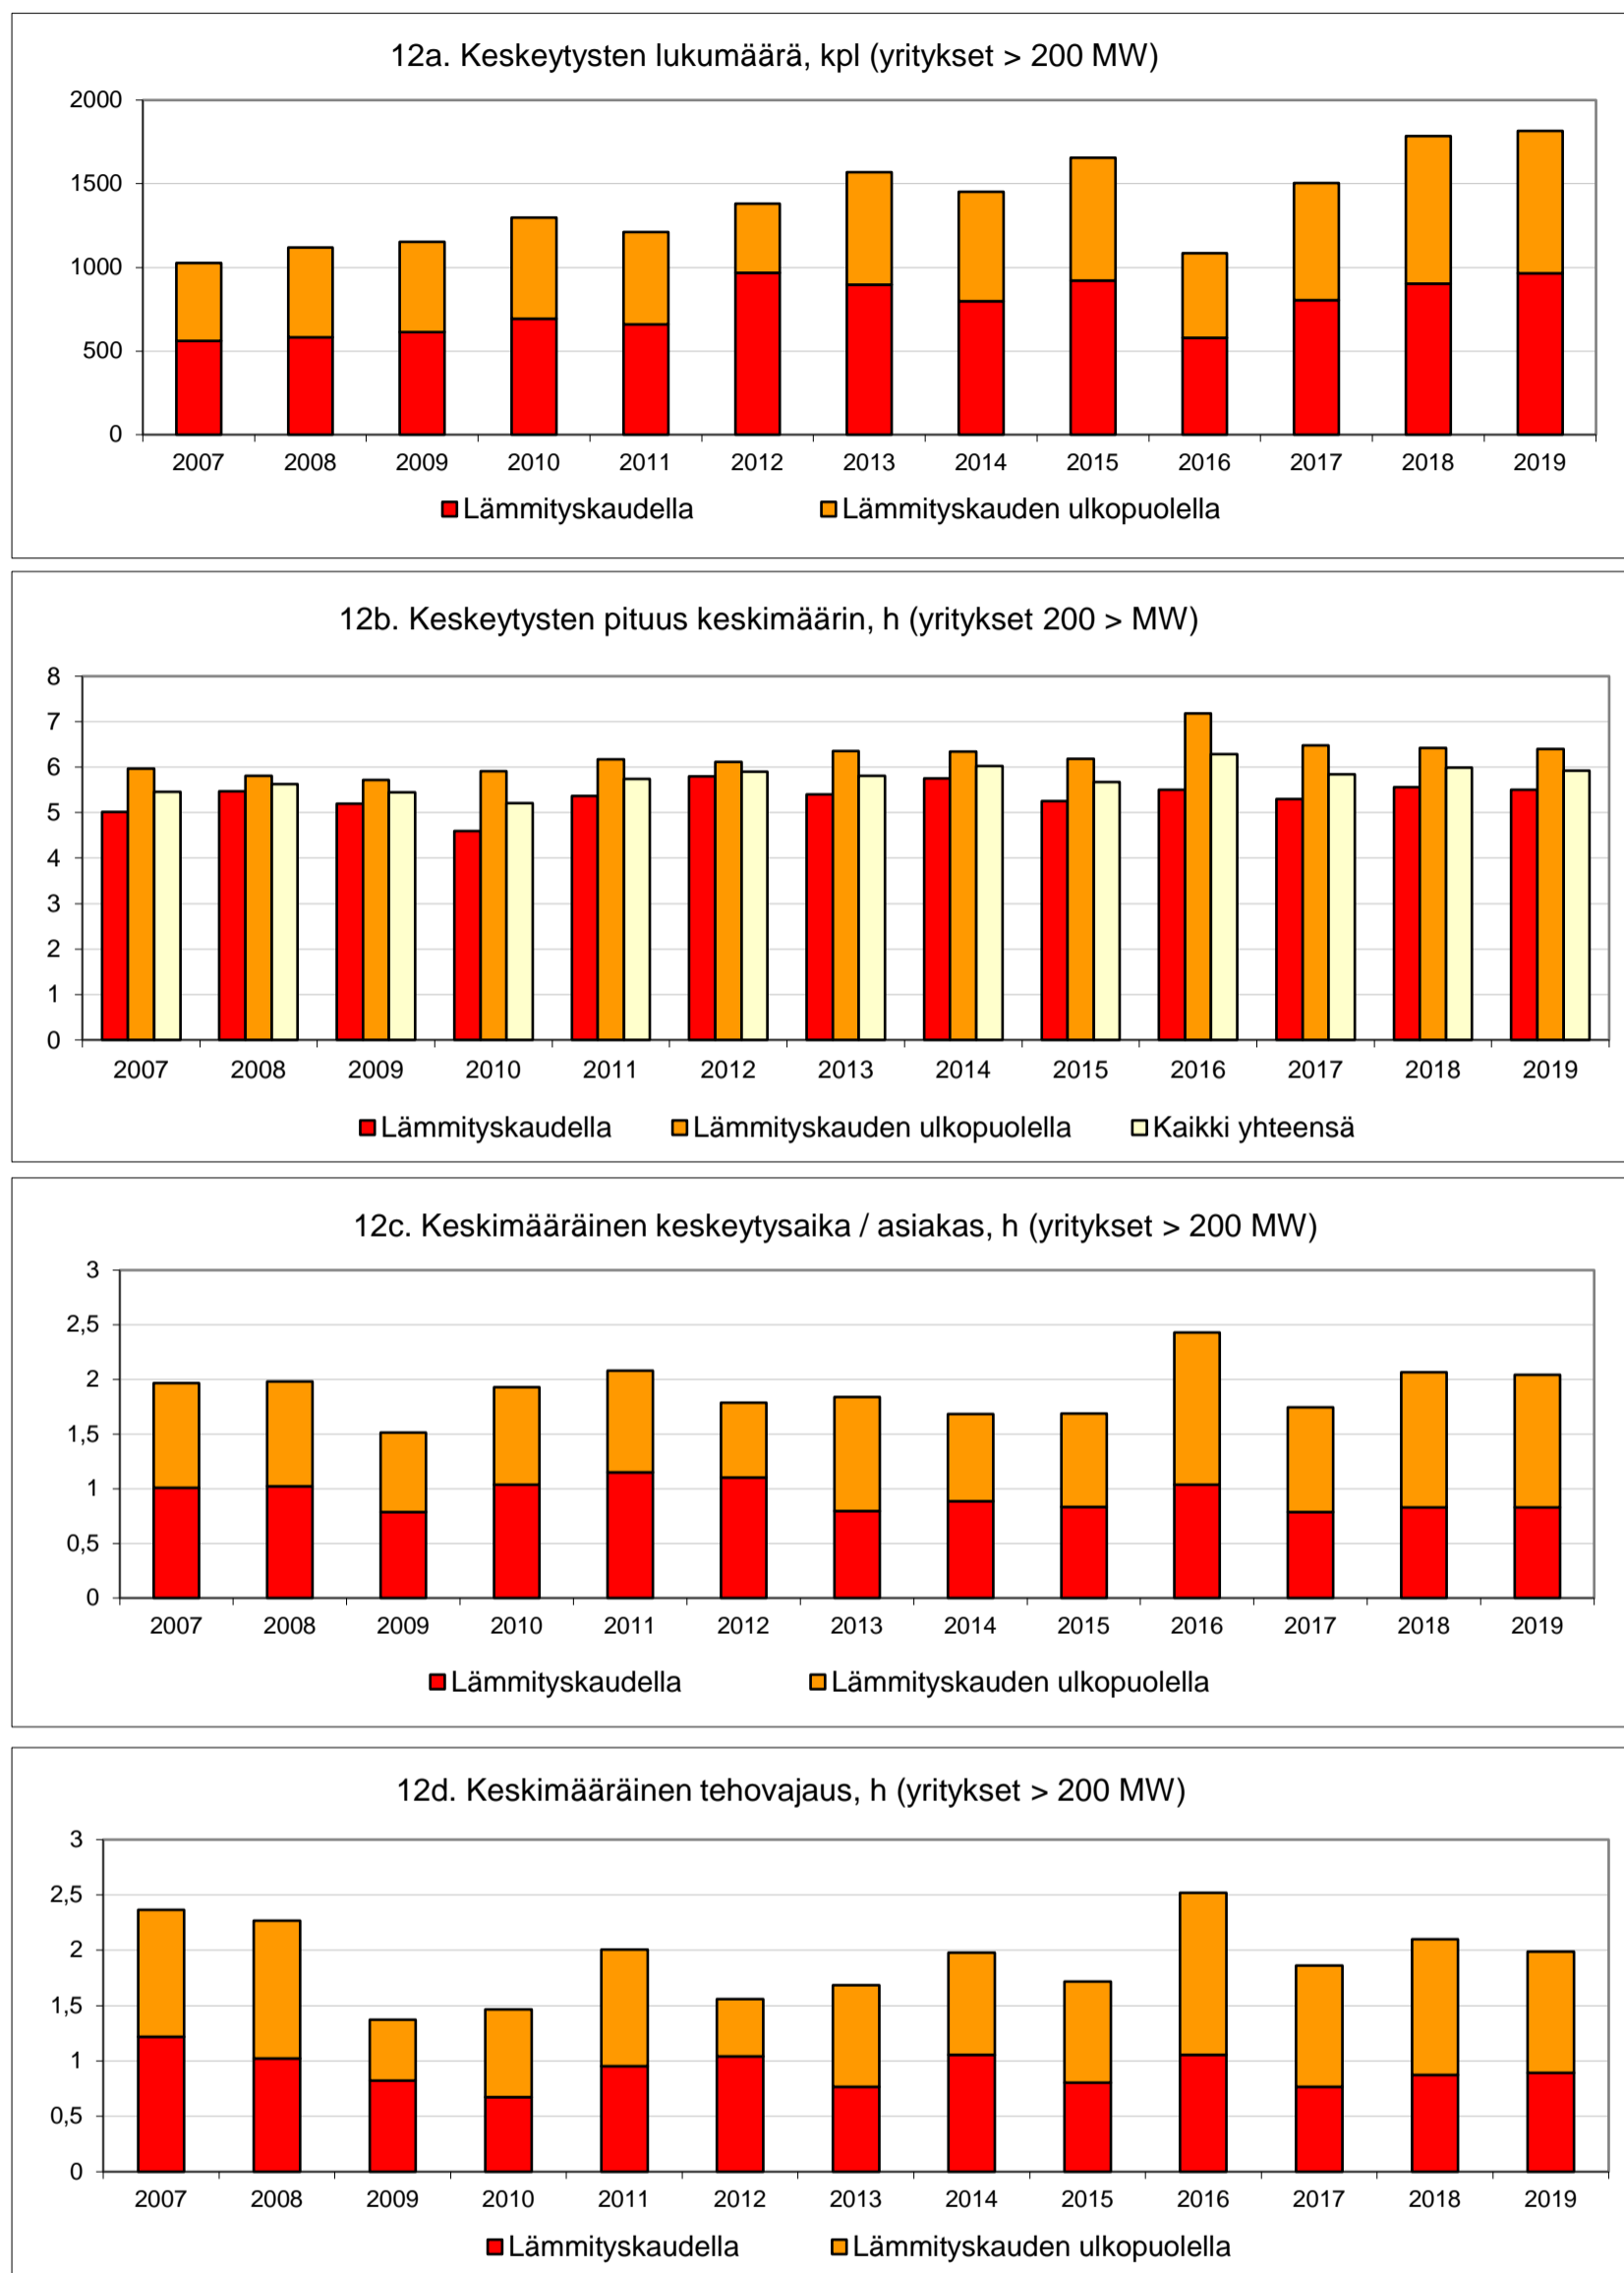 12a. Keskeytysten lukumäärä, kpl (yritykset > 200 MW)
2000
1500
1000
500
0
2007 2008 2009 2010 2011 2012 2013 2014 2015 2016 2017 2018 2019
Lämmityskaudella Lämmityskauden ulkopuolella
12b. Keskeytysten pituus keskimäärin, h (yritykset 200 > MW)
8
7
6
5
4
3
2
1
0
2007 2008 2009 2010 2011 2012 2013 2014 2015 2016 2017 2018 2019
Lämmityskaudella Lämmityskauden ulkopuolella Kaikki yhteensä
12c. Keskimääräinen keskeytysaika / asiakas, h (yritykset > 200 MW)
3
2,5
2
1,5
1
0,5
0
2007 2008 2009 2010 2011 2012 2013 2014 2015 2016 2017 2018 2019
Lämmityskaudella Lämmityskauden ulkopuolella
12d. Keskimääräinen tehovajaus, h (yritykset > 200 MW)
3
2,5
2
1,5
1
0,5
0
2007 2008 2009 2010 2011 2012 2013 2014 2015 2016 2017 2018 2019
Lämmityskaudella Lämmityskauden ulkopuolella